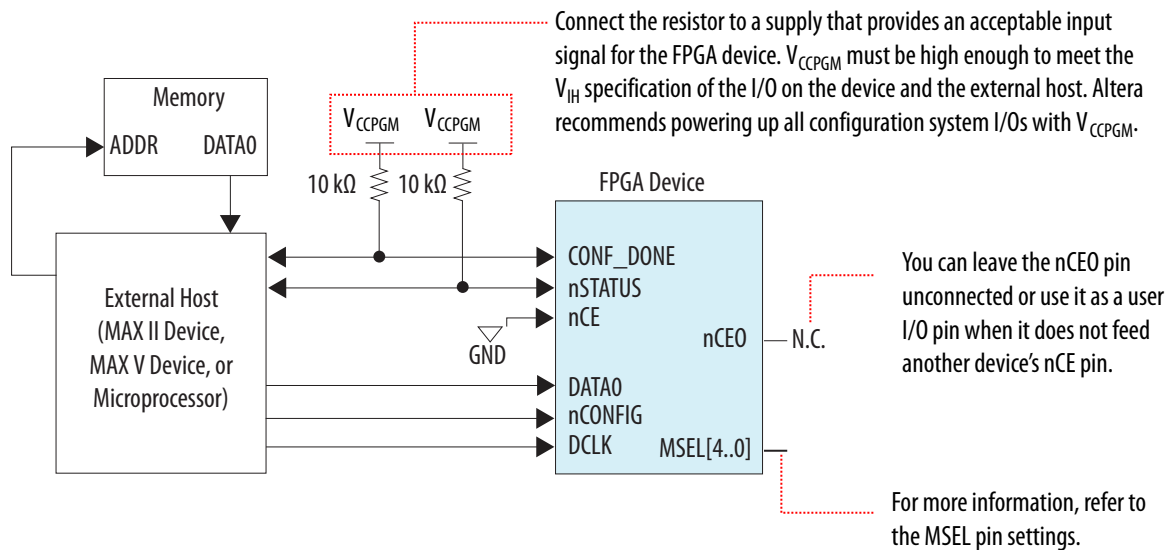 Connect the resistor to a supply that provides an acceptable input
signal for the FPGA device. VCCPGM must be high enough to meet the
VIH specification of the I/O on the device and the external host. Altera
recommends powering up all configuration system I/Os with VCCPGM.
Memory
ADDR DATA0
VCCPGM VCCPGM
10 kΩ 10 kΩ
FPGA Device
External Host
(MAX II Device,
MAX V Device, or
Microprocessor)
GND
CONF_DONE
nSTATUS
nCE
nCEO
N.C.
DATA0
nCONFIG
DCLK
MSEL[4..0]
You can leave the nCEO pin
unconnected or use it as a user
I/O pin when it does not feed
another device's nCE pin.
For more information, refer to
the MSEL pin settings.